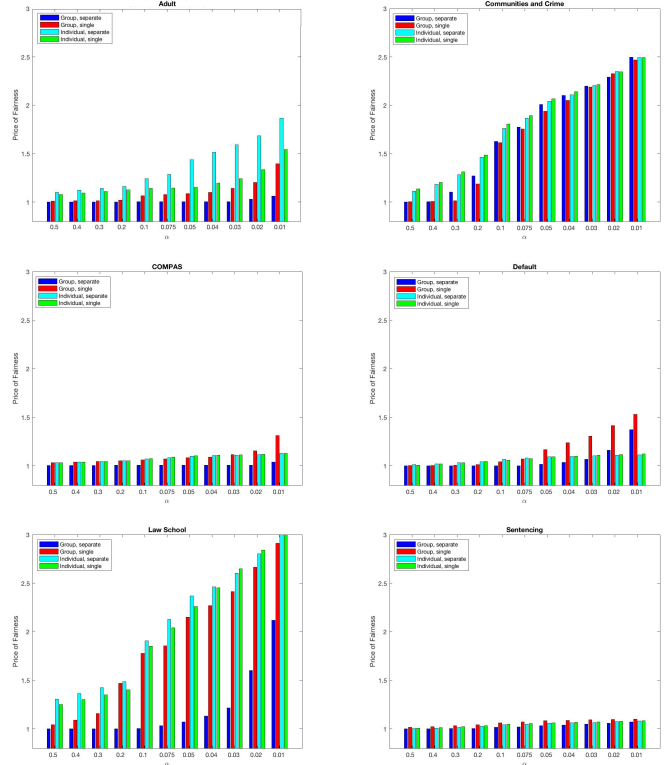 Adult
Group, separate
Group, single
Individual, separate
Individual, single
Price of Fairness
3
2.5
2
1.5
1
0.5 0.4 0.3 0.2 0.1 0.075 0.05 0.04 0.03 0.02 0.01
α
Communities and Crime
Group, separate
Group, single
Individual, separate
Individual, single
Price of Fairness
3
2.5
2
1.5
1
0.5 0.4 0.3 0.2 0.1 0.075 0.05 0.04 0.03 0.02 0.01
α
COMPAS
Group, separate
Group, single
Individual, separate
Individual, single
Price of Fairness
3
2.5
2
1.5
1
0.5 0.4 0.3 0.2 0.1 0.075 0.05 0.04 0.03 0.02 0.01
α
Default
Group, separate
Group, single
Individual, separate
Individual, single
Price of Fairness
3
2.5
2
1.5
1
0.5 0.4 0.3 0.2 0.1 0.075 0.05 0.04 0.03 0.02 0.01
α
Law School
Group, separate
Group, single
Individual, separate
Individual, single
Price of Fairness
3
2.5
2
1.5
1
0.5 0.4 0.3 0.2 0.1 0.075 0.05 0.04 0.03 0.02 0.01
α
Sentencing
Group, separate
Group, single
Individual, separate
Individual, single
Price of Fairness
3
2.5
2
1.5
1
0.5 0.4 0.3 0.2 0.1 0.075 0.05 0.04 0.03 0.02 0.01
α